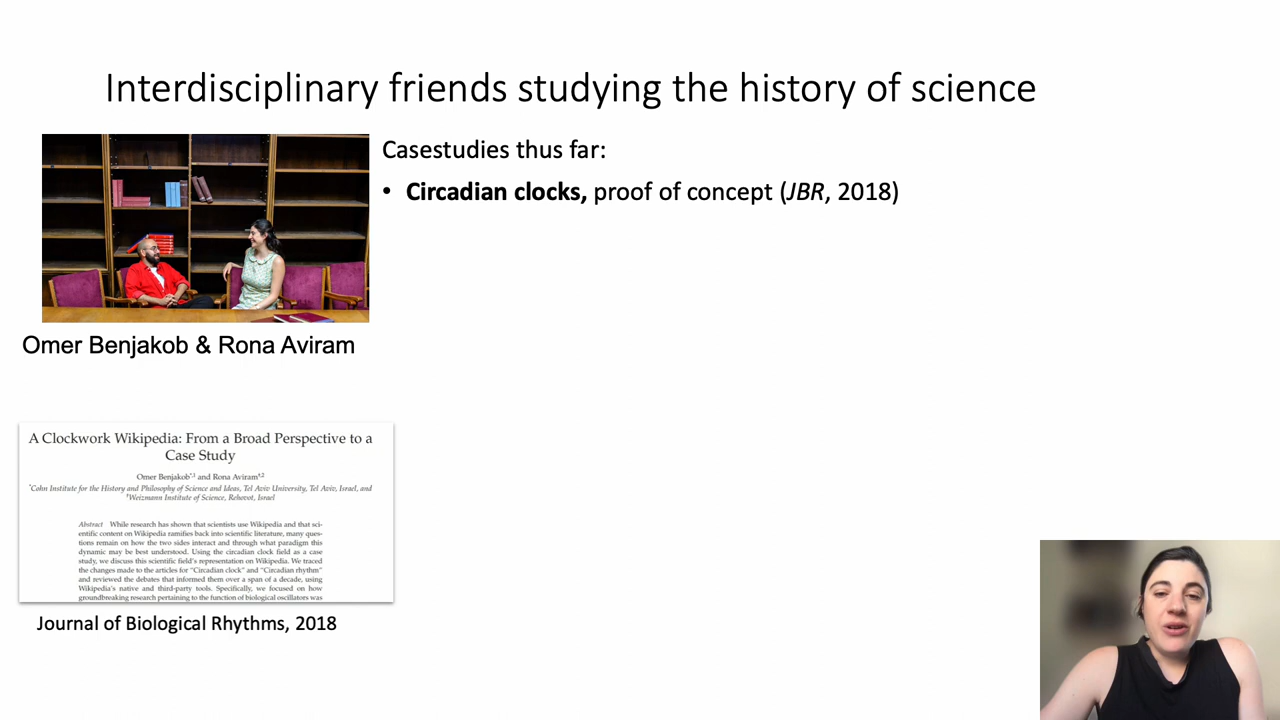 Interdisciplinary friends studying the history of science
Casestudies thus far:
• Circadian clocks, proof of concept (JBR, 2018)
Omer Benjakob & Rona Aviram
A Clockwork Wikipedia: From a Broad Perspective to a
Case Study
Omer Benjakob*,1 and Rona Aviram†,2
*Cohn Institute for the History and Philosophy of Science and Ideas, Tel Aviv University, Tel Aviv, Israel, and
†Weizmann Institute of Science, Rehovot, Israel
Abstract While research has shown that scientists use Wikipedia and that sci-
entific content on Wikipedia ramifies back into scientific literature, many ques-
tions remain on how the two sides interact and through what paradigm this
dynamic may be best understood. Using the circadian clock field as a case
study, we discuss this scientific field's representation on Wikipedia. We traced
the changes made to the articles for "Circadian clock" and "Circadian rhythm"
and reviewed the debates that informed them over a span of a decade, using
Wikipedia's native and third-party tools. Specifically, we focused on how
groundbreaking research pertaining to the function of biological oscillators was
Journal of Biological Rhythms, 2018